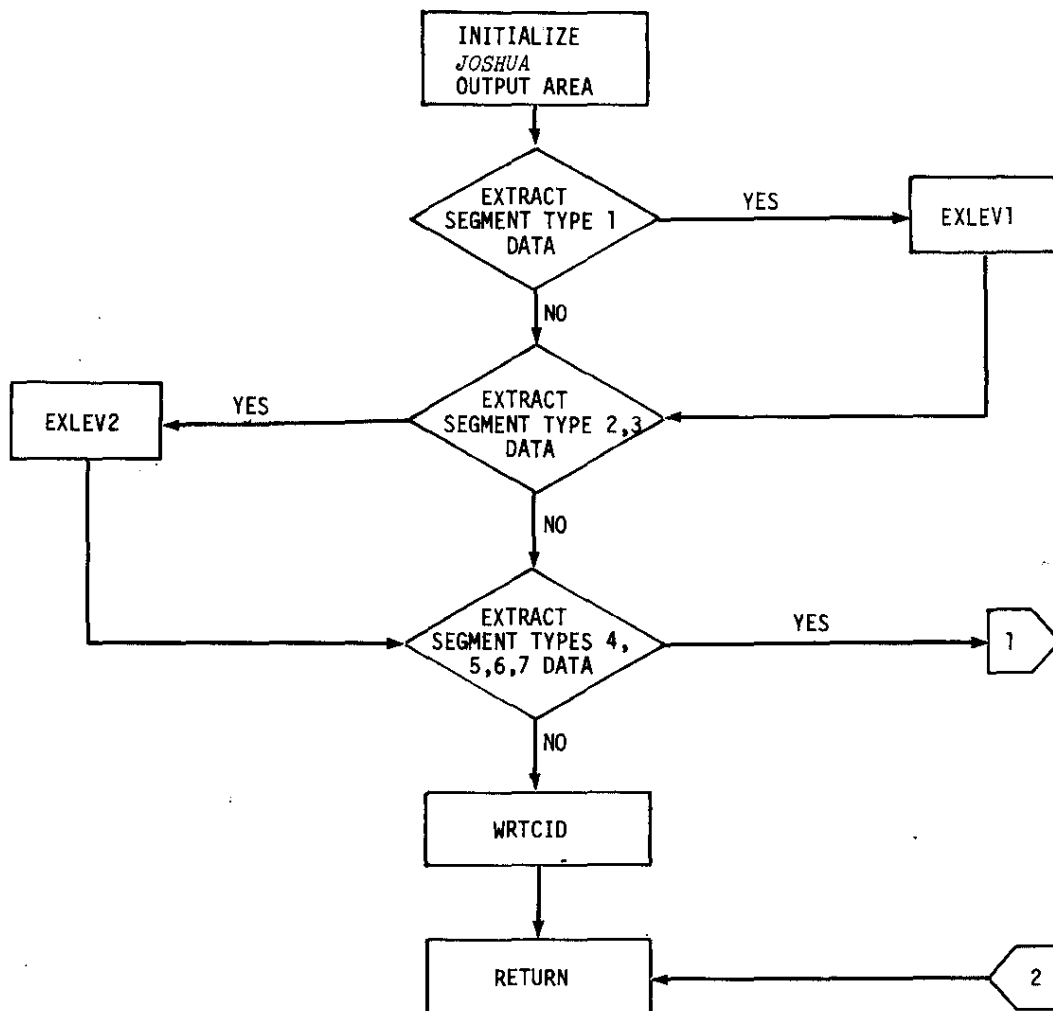 INITIALIZE
JOSHUA
OUTPUT AREA
EXTRACT
SEGMENT TYPE 1
DATA
YES
EXLEV1
NO
EXLEV2
YES
EXTRACT
SEGMENT TYPE 2,3
DATA
NO
EXTRACT
SEGMENT TYPES 4,
5,6,7 DATA
YES
1
NO
WRTCID
RETURN
2